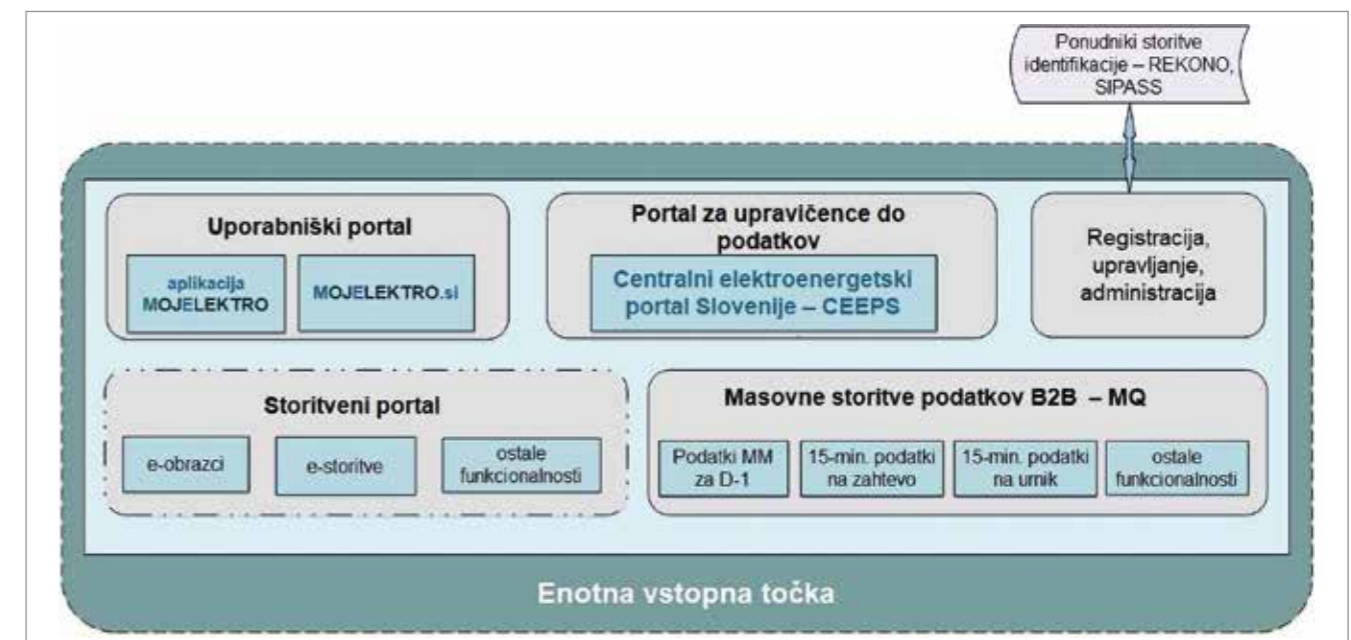 Ponudniki storitve
identifikacije – REKONO,
SIPASS
Uporabniški portal
aplikacija
MOJELEKTRO
MOJELEKTRO.si
Portal za upravičence do
podatkov
Centralni elektroenergetski
portal Slovenije – CEEPS
Registracija,
upravljanje,
administracija
Storitveni portal
e-obrazci
e-storitve
ostale
funkcionalnosti
Masovne storitve podatkov B2B – MQ
Podatki MM
za D-1
15-min. podatki
na zahtevo
15-min. podatki
na urnik
ostale
funkcionalnosti
Enotna vstopna točka